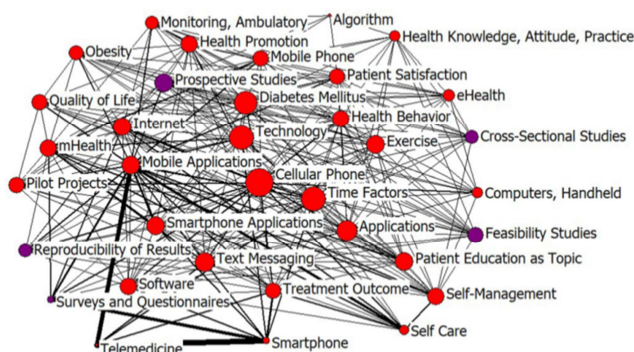 Monitoring, Ambulatory
Algorithm
Health Knowledge, Attitude, Practice
Health Promotion
Obesity
Mobile Phone
Prospective Studies
Patient Satisfaction
Quality of Life
Diabetes Mellitus
eHealth
Internet
Health Behavior
Technology
Cross-Sectional Studies
mHealth
Exercise
Mobile Applications
Cellular Phone
Pilot Projects
Time Factors
Computers, Handheld
Smartphone Applications
Applications
Feasibility Studies
Reproducibility of Results
Text Messaging
Patient Education as Topic
Software
Treatment Outcome
Self-Management
Surveys and Questionnaires
Self Care
Telemedicine
Smartphone